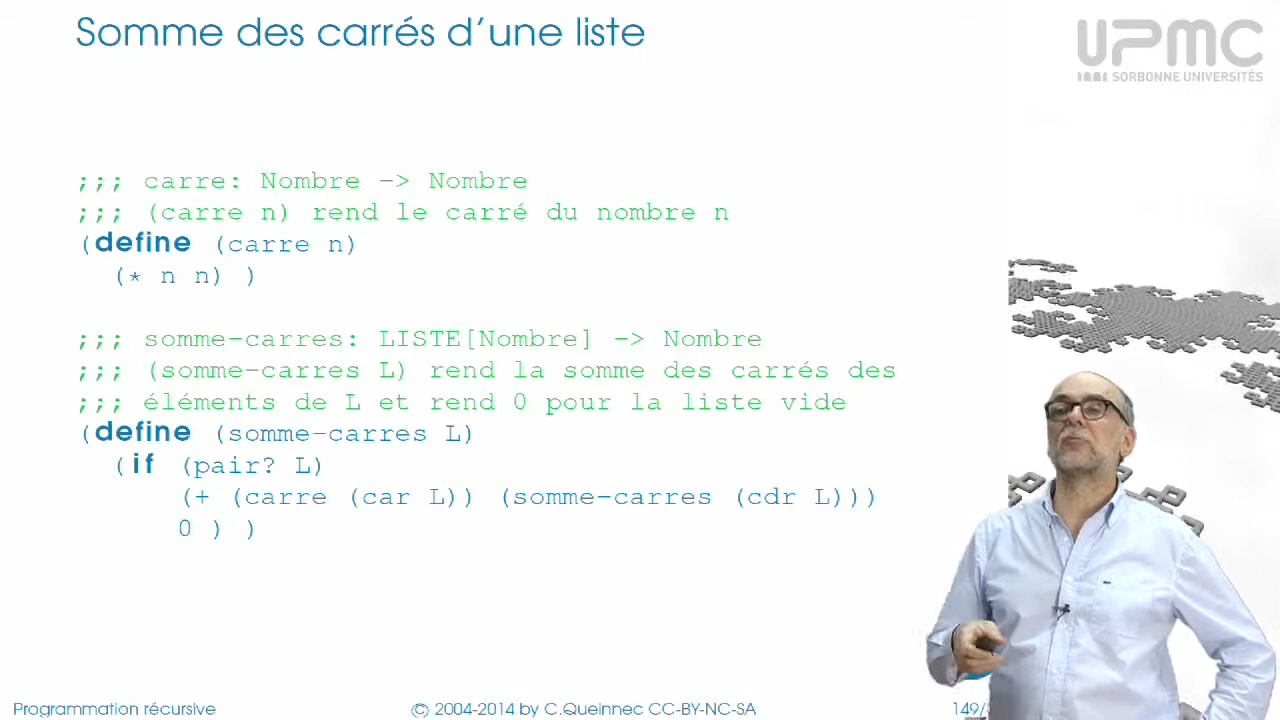 Somme des carrés d'une liste
UPMC
SORBONNE UNIVERSITÉS
;;; carre: Nombre -> Nombre
;;; (carre n) rend le carré du nombre n
(define (carre n)
(* n n) )
;;; somme-carres: LISTE[Nombre] -> Nombre
;;; (somme-carres L) rend la somme des carrés des
;;; éléments de L et rend 0 pour la liste vide
(define (somme-carres L)
(if (pair? L)
(+ (carre (car L)) (somme-carres (cdr L)))
0 ) )
Programmation récursive
© 2004-2014 by C.Queinnec CC-BY-NC-SA
149/